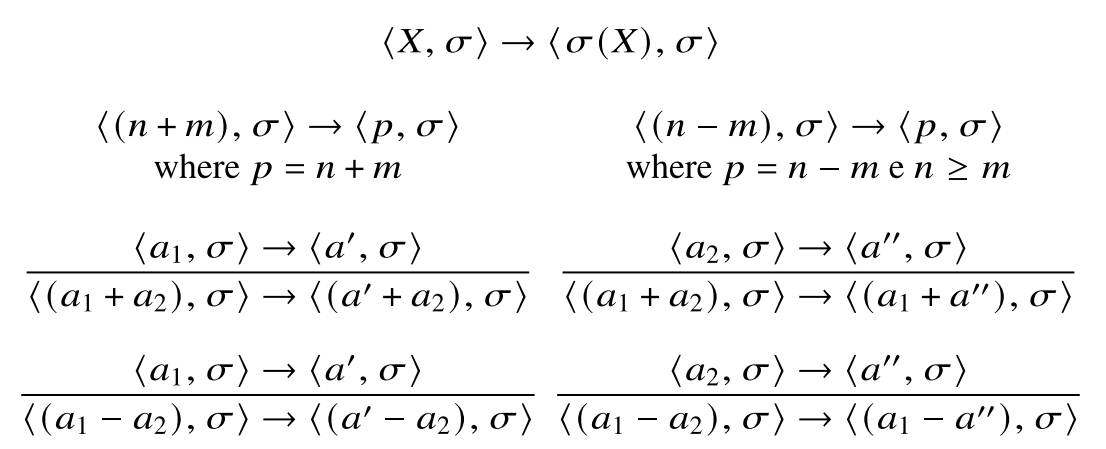 ⟨X, σ⟩ → ⟨σ(X), σ⟩
⟨(n + m), σ⟩ → ⟨p, σ⟩
where p = n + m
⟨(n − m), σ⟩ → ⟨p, σ⟩
where p = n − m e n ≥ m
⟨a₁, σ⟩ → ⟨a′, σ⟩
⟨(a₁ + a₂), σ⟩ → ⟨(a′ + a₂), σ⟩
⟨a₂, σ⟩ → ⟨a′′, σ⟩
⟨(a₁ + a₂), σ⟩ → ⟨(a₁ + a′′), σ⟩
⟨a₁, σ⟩ → ⟨a′, σ⟩
⟨(a₁ − a₂), σ⟩ → ⟨(a′ − a₂), σ⟩
⟨a₂, σ⟩ → ⟨a′′, σ⟩
⟨(a₁ − a₂), σ⟩ → ⟨(a₁ − a′′), σ⟩